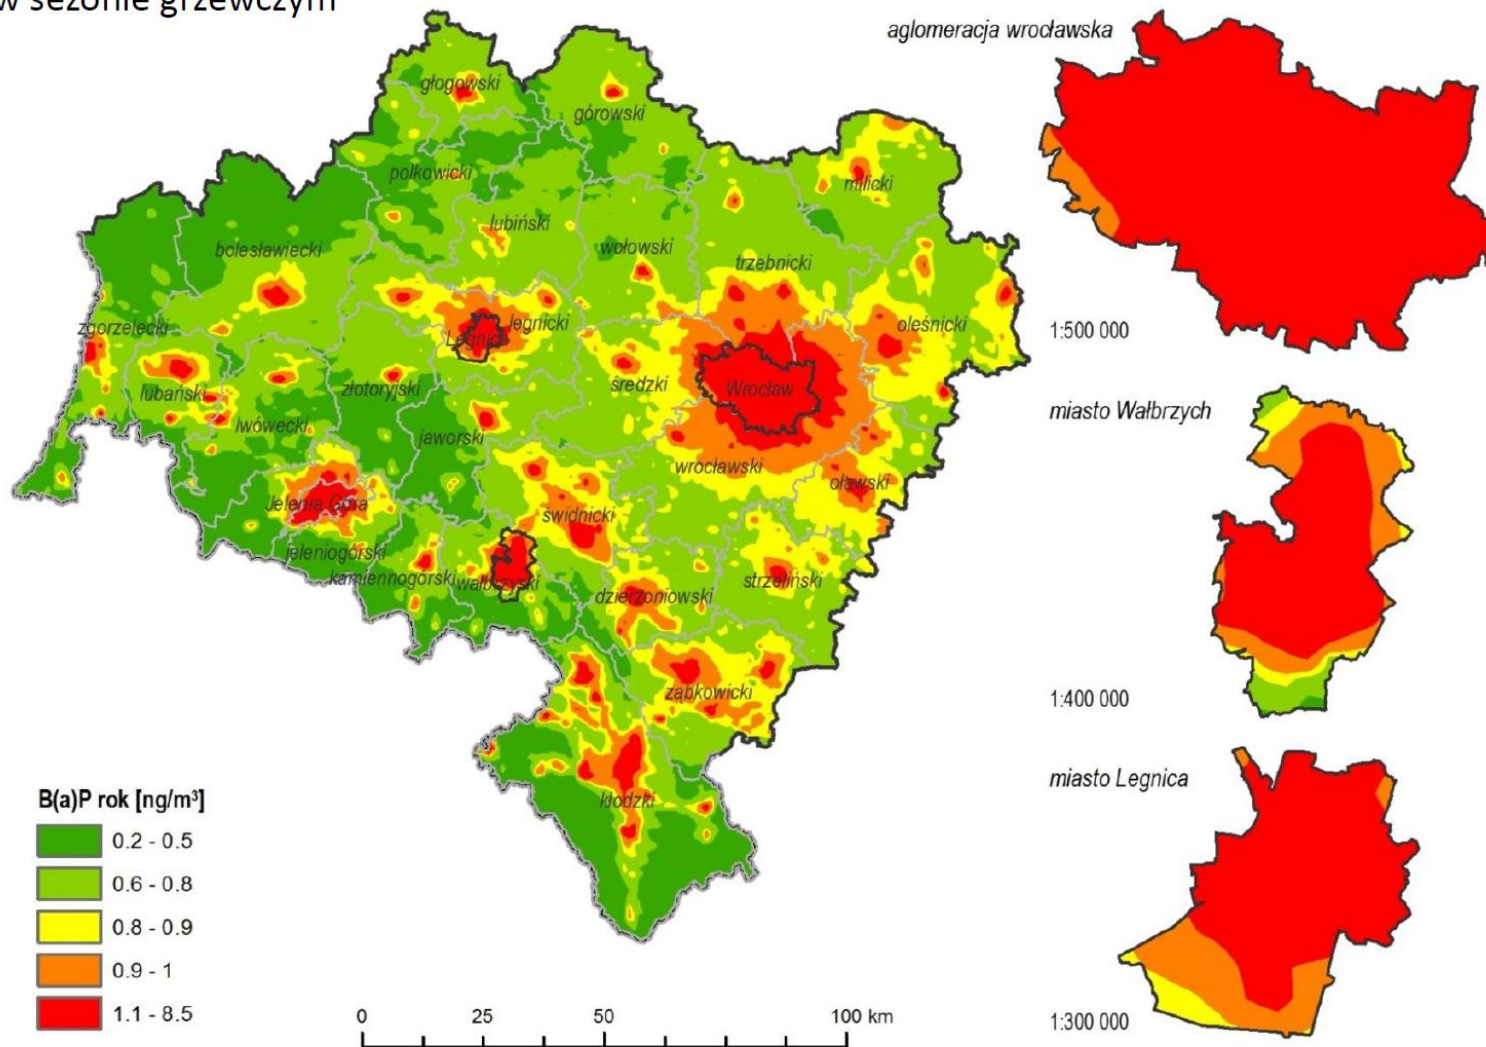 w sezonie grzewczym
aglomeracja wrocławska
głogowski
górowski
polkowicki
milicki
lubiński
bolesławiecki
wołowski
trzebnicki
zgorzelecki
Legnica
legnicki
oleśnicki
1:500 000
lubański
złotoryjski
średzki
Wrocław
miasto Wałbrzych
lwówecki
jaworski
wrocławski
oławski
Jelenia Góra
świdnicki
jeleniogórski
kamiennogórski
wałbrzyski
dzierżoniowski
strzeliński
ząbkowicki
1:400 000
miasto Legnica
kłodzki
B(a)P rok [ng/m³]
0.2 - 0.5
0.6 - 0.8
0.8 - 0.9
0.9 - 1
1.1 - 8.5
0 25 50 100 km
1:300 000